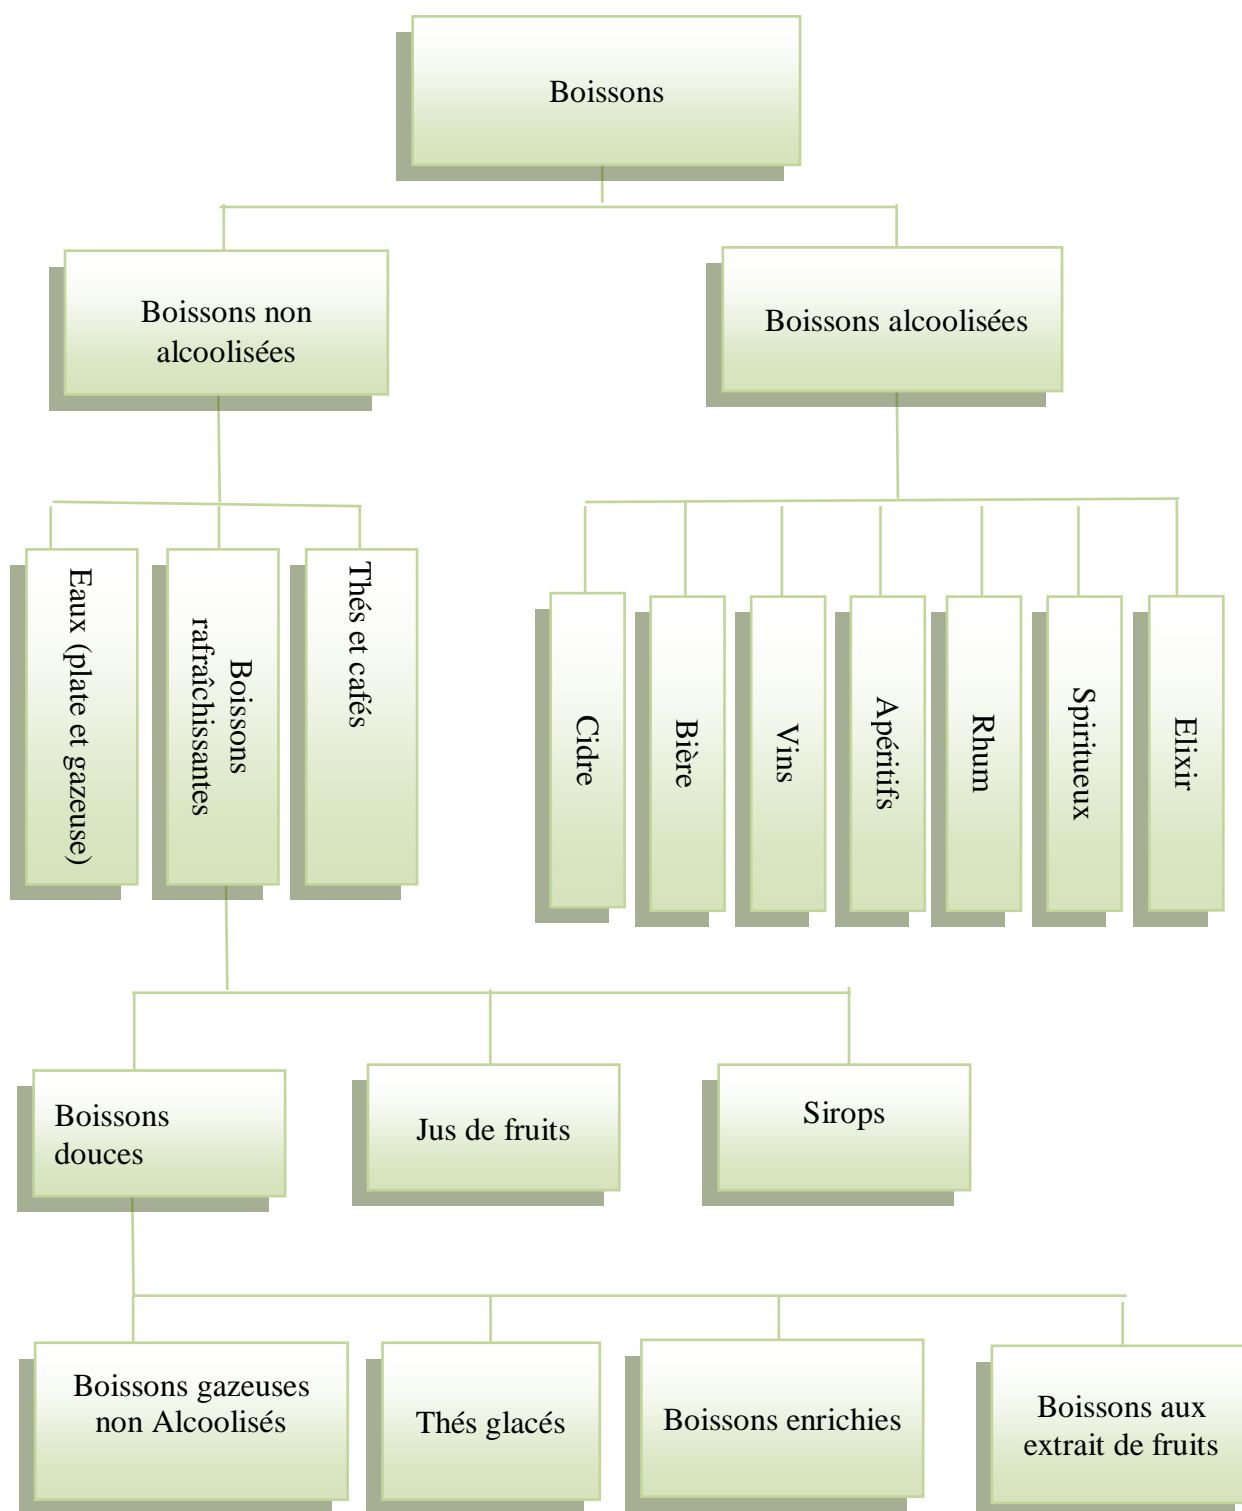 Boissons
Boissons non
alcoolisées
Boissons alcoolisées
Eaux (plate et gazeuse)
Boissons
rafraîchissantes
Thés et cafés
Cidre
Bière
Vins
Apéritifs
Rhum
Spiritueux
Elixir
Boissons
douces
Jus de fruits
Sirops
Boissons gazeuses
non Alcoolisés
Thés glacés
Boissons enrichies
Boissons aux
extrait de fruits